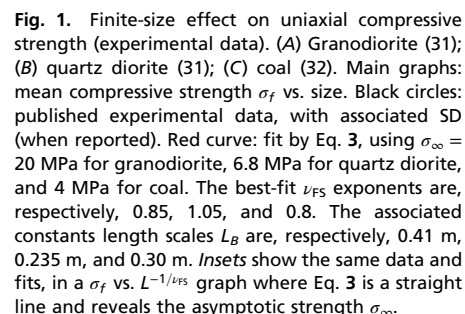 Fig. 1. Finite-size effect on uniaxial compressive
strength (experimental data). (A) Granodiorite (31);
(B) quartz diorite (31); (C) coal (32). Main graphs:
mean compressive strength σf vs. size. Black circles:
published experimental data, with associated SD
(when reported). Red curve: fit by Eq. 3, using σ∞ =
20 MPa for granodiorite, 6.8 MPa for quartz diorite,
and 4 MPa for coal. The best-fit νFS exponents are,
respectively, 0.85, 1.05, and 0.8. The associated
constants length scales LB are, respectively, 0.41 m,
0.235 m, and 0.30 m. Insets show the same data and
fits, in a σf vs. L−1/νFS graph where Eq. 3 is a straight
line and reveals the asymptotic strength σ∞.